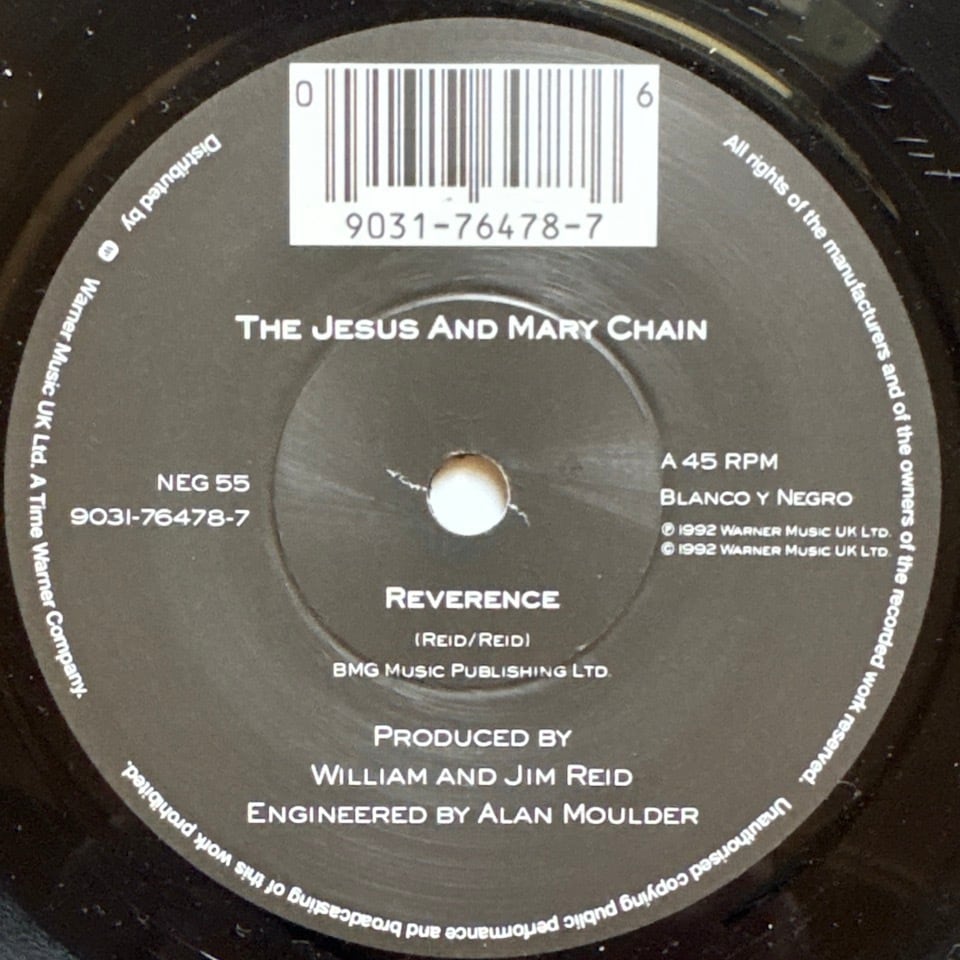 0 6
9031-76478-7
THE JESUS AND MARY CHAIN
NEG 55
9031-76478-7
A 45 RPM
BLANCO Y NEGRO
℗ 1992 WARNER MUSIC UK LTD.
© 1992 WARNER MUSIC UK LTD.
REVERENCE
(REID/REID)
BMG MUSIC PUBLISHING LTD.
PRODUCED BY
WILLIAM AND JIM REID
ENGINEERED BY ALAN MOULDER
All rights of the manufacturers and of the owners of the recorded work reserved.
Unauthorised copying public performance and broadcasting of this work prohibited.
Distributed by W Warner Music UK Ltd. A Time Warner Company.